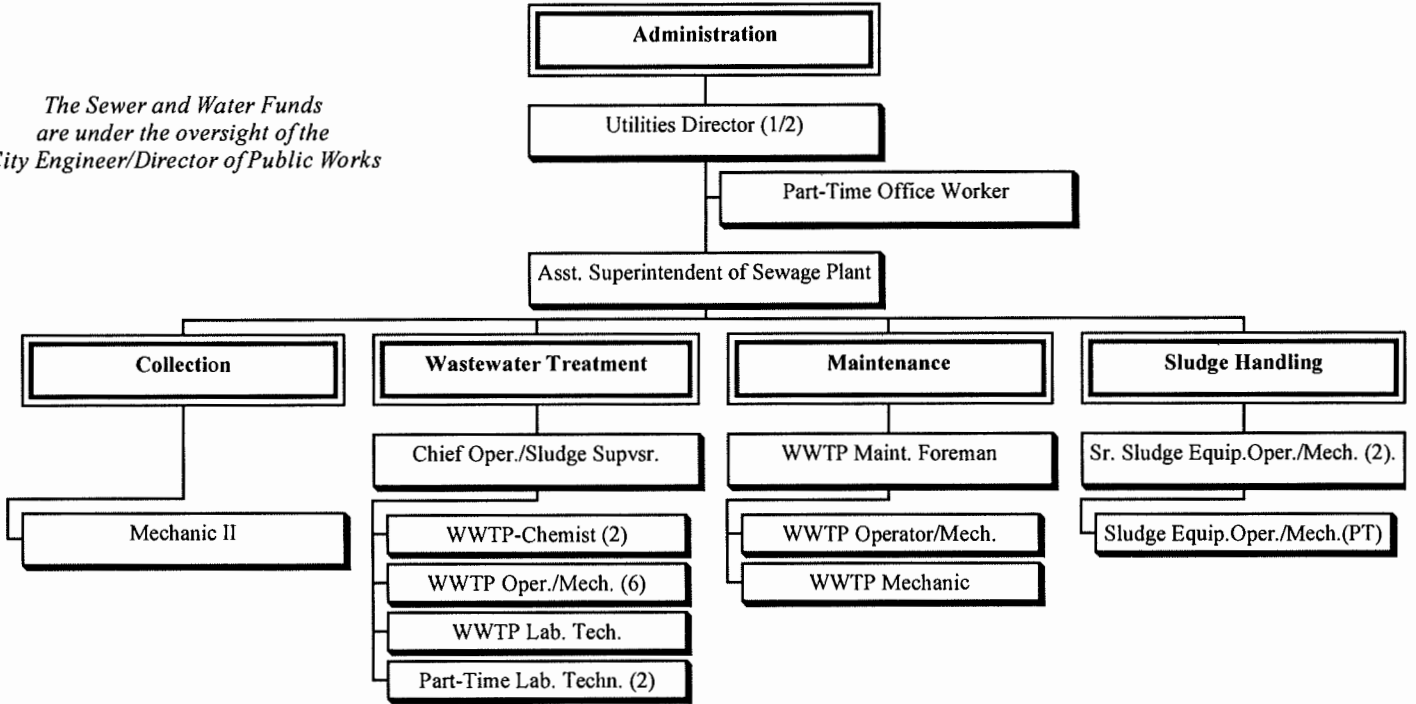 Administration
The Sewer and Water Funds
are under the oversight of the
City Engineer/Director of Public Works
Utilities Director (1/2)
Part-Time Office Worker
Asst. Superintendent of Sewage Plant
Collection
Wastewater Treatment
Maintenance
Sludge Handling
Chief Oper./Sludge Supvsr.
WWTP Maint. Foreman
Sr. Sludge Equip.Oper./Mech. (2).
Mechanic II
WWTP-Chemist (2)
WWTP Operator/Mech.
Sludge Equip.Oper./Mech.(PT)
WWTP Oper./Mech. (6)
WWTP Mechanic
WWTP Lab. Tech.
Part-Time Lab. Techn. (2)